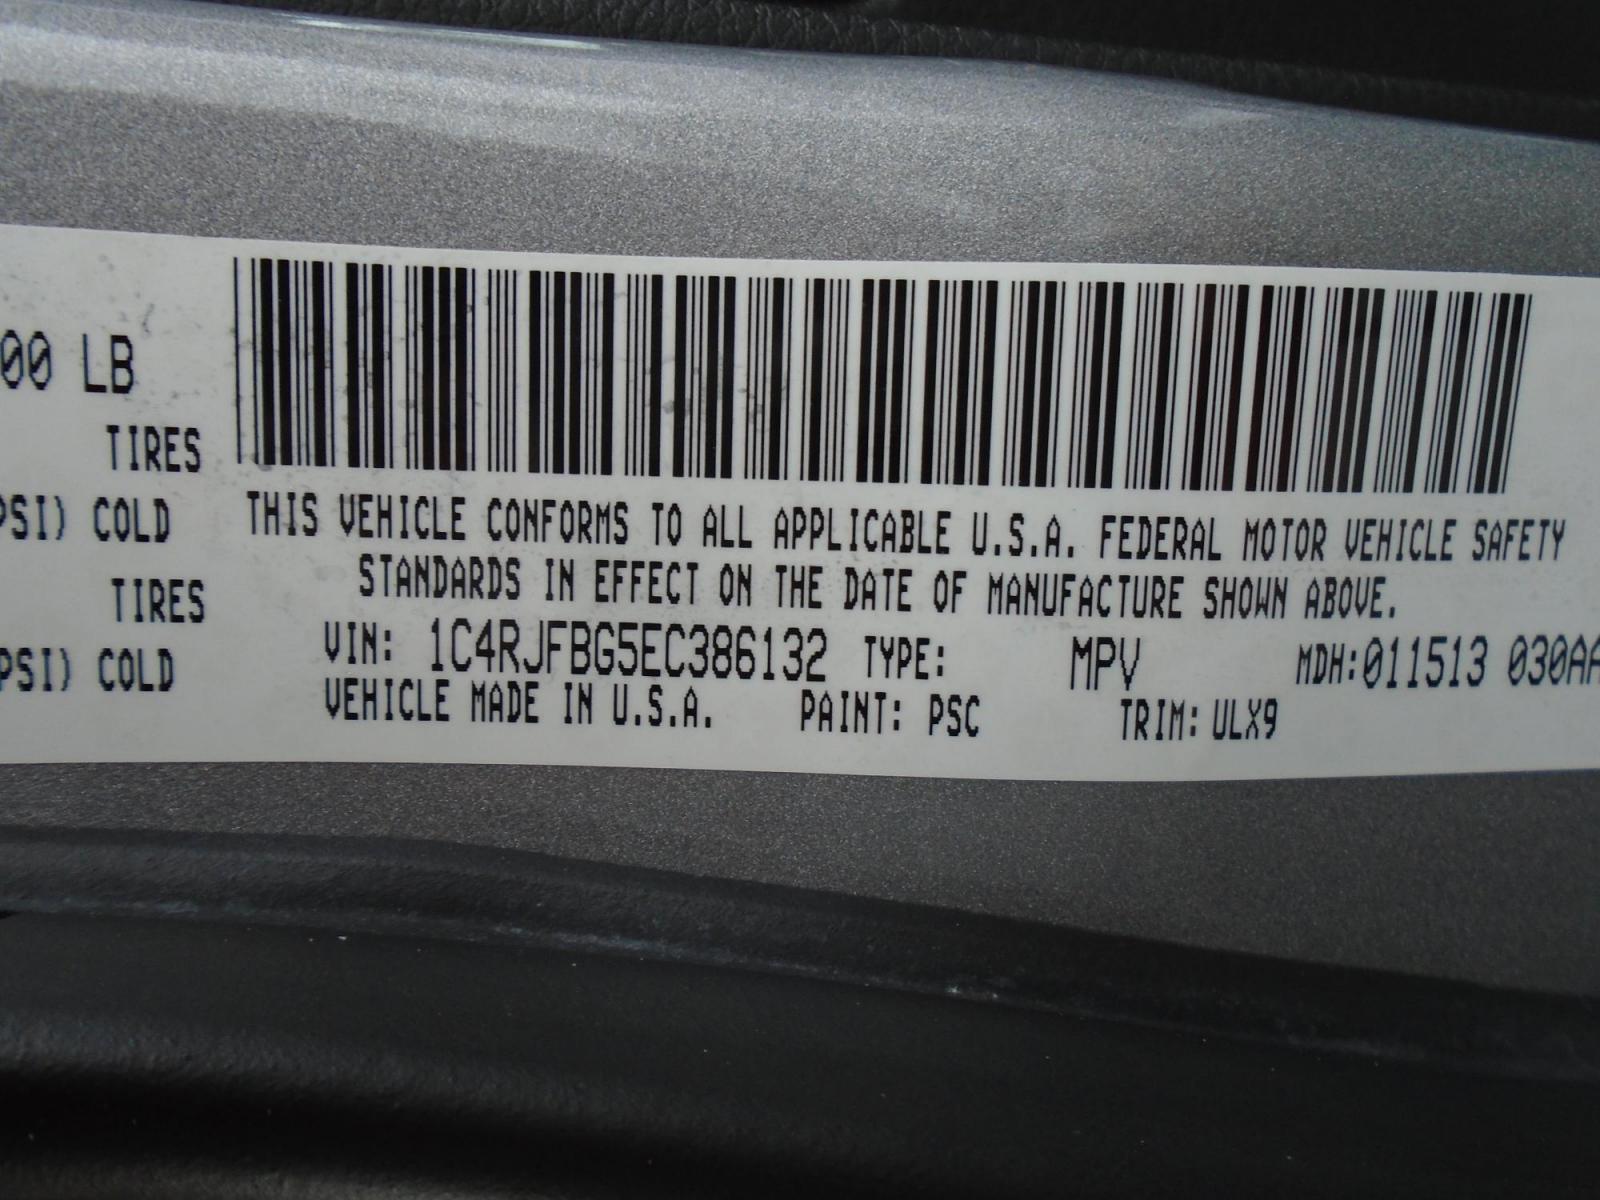 00 LB
TIRES
PSI) COLD
THIS VEHICLE CONFORMS TO ALL APPLICABLE U.S.A. FEDERAL MOTOR VEHICLE SAFETY
STANDARDS IN EFFECT ON THE DATE OF MANUFACTURE SHOWN ABOVE.
TIRES
PSI) COLD
VIN: 1C4RJFBG5EC386132 TYPE: MPV MDH:011513 030AA
VEHICLE MADE IN U.S.A. PAINT: PSC TRIM: ULX9